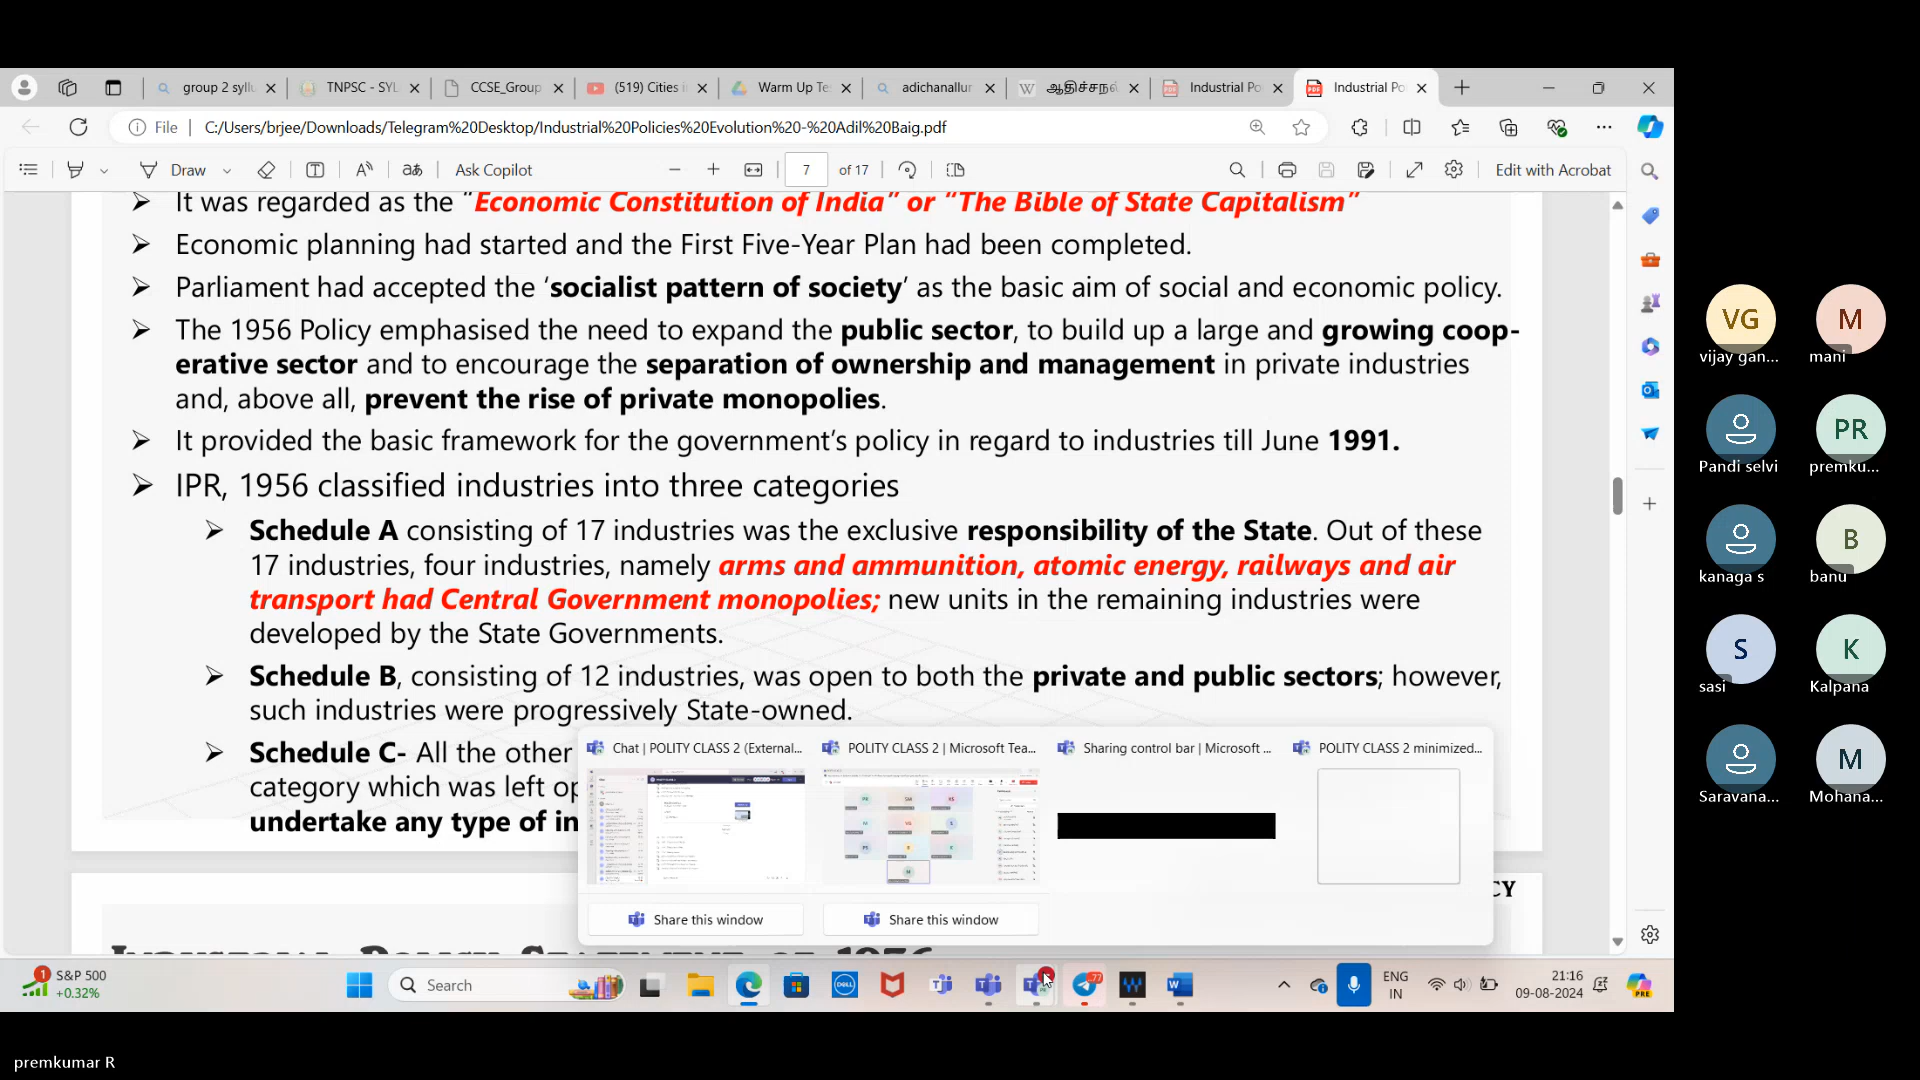 group 2 syll
TNPSC - SYL
CCSE_Group
(519) Cities i
Warm Up Te
adichanallur
W ஆதிச்சநல்
Industrial Po
Industrial Po
File C:/Users/brjee/Downloads/Telegram%20Desktop/Industrial%20Policies%20Evolution%20-%20Adil%20Baig.pdf
Draw
Ask Copilot
7 of 17
Edit with Acrobat
➢ It was regarded as the “Economic Constitution of India” or “The Bible of State Capitalism”
➢ Economic planning had started and the First Five-Year Plan had been completed.
➢ Parliament had accepted the ‘socialist pattern of society’ as the basic aim of social and economic policy.
➢ The 1956 Policy emphasised the need to expand the public sector, to build up a large and growing coop-
erative sector and to encourage the separation of ownership and management in private industries
and, above all, prevent the rise of private monopolies.
➢ It provided the basic framework for the government’s policy in regard to industries till June 1991.
➢ IPR, 1956 classified industries into three categories
➢ Schedule A consisting of 17 industries was the exclusive responsibility of the State. Out of these
17 industries, four industries, namely arms and ammunition, atomic energy, railways and air
transport had Central Government monopolies; new units in the remaining industries were
developed by the State Governments.
➢ Schedule B, consisting of 12 industries, was open to both the private and public sectors; however,
such industries were progressively State-owned.
➢ Schedule C- All the other
category which was left op
undertake any type of in
Chat | POLITY CLASS 2 (External...
POLITY CLASS 2 | Microsoft Tea...
Sharing control bar | Microsoft ...
POLITY CLASS 2 minimized...
Share this window
Share this window
CY
INDUSTRIAL POLICY STATEMENT OF 1956
1 S&P 500
+0.32%
Search
DELL
77
W
ENG
IN
21:16
09-08-2024
PRE
VG
vijay gan...
M
mani
Pandi selvi
PR
premku...
kanaga s
B
banu
S
sasi
K
Kalpana
Saravana...
M
Mohana...
premkumar R